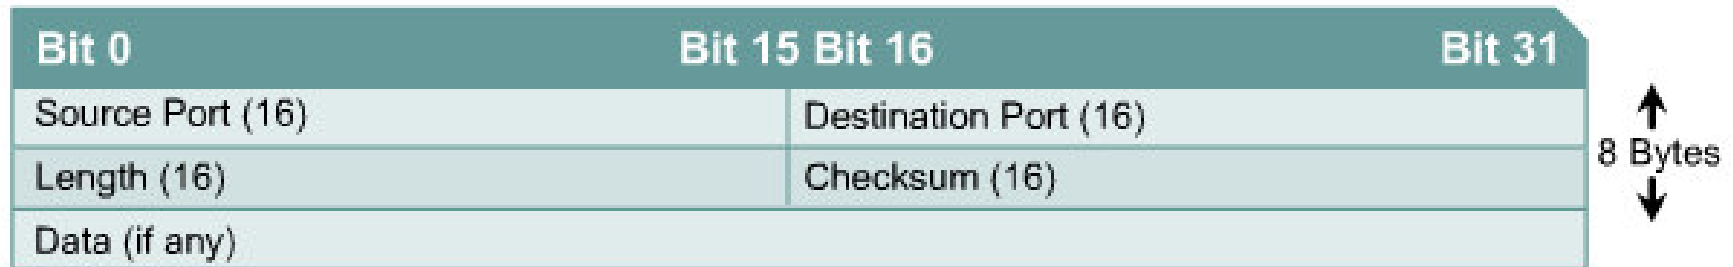 Bit 0 Bit 15 Bit 16 Bit 31
Source Port (16) Destination Port (16)
8 Bytes
Length (16) Checksum (16)
Data (if any)